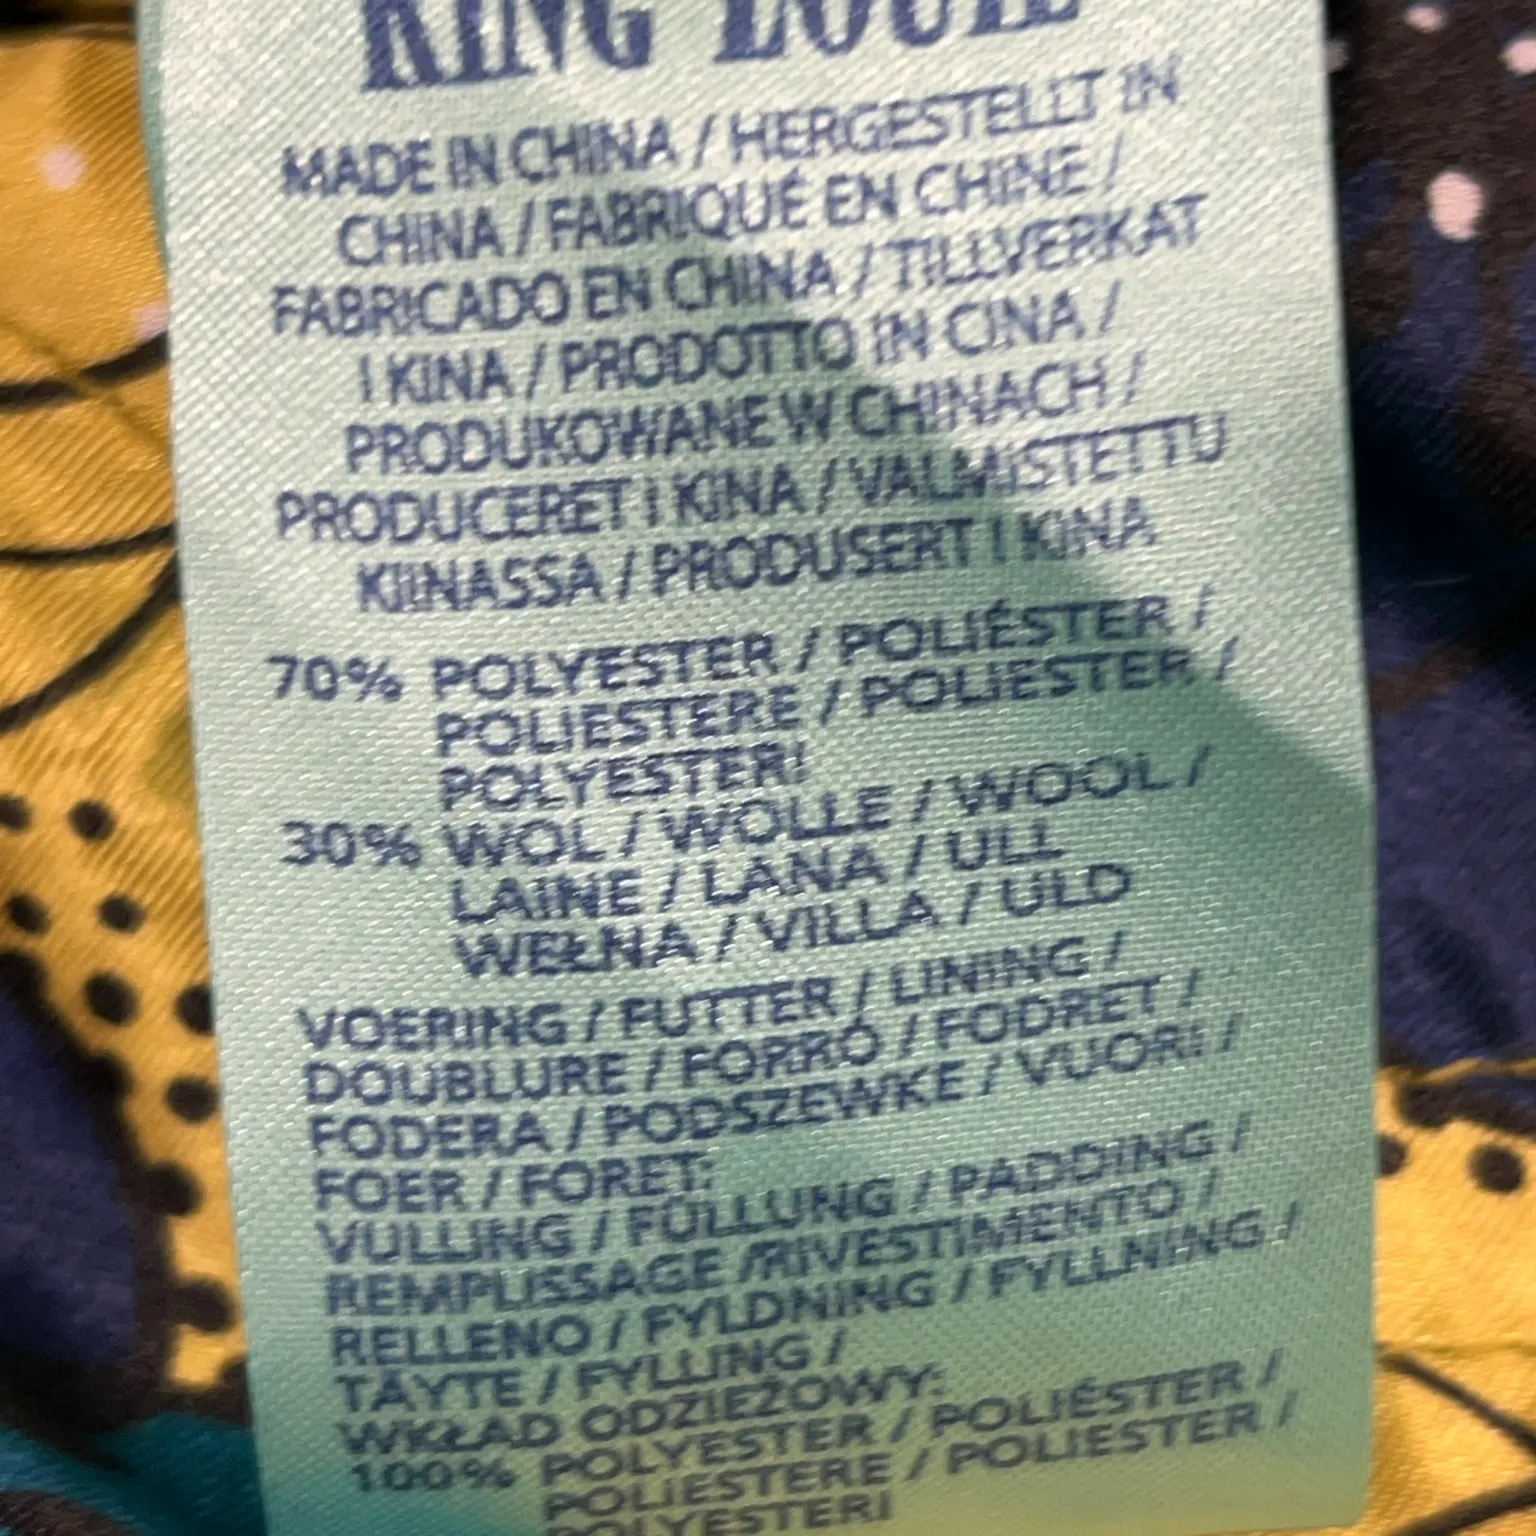 KING LOUIE
MADE IN CHINA / HERGESTELLT IN
CHINA / FABRIQUÉ EN CHINE /
FABRICADO EN CHINA / TILLVERKAT
I KINA / PRODOTTO IN CINA /
PRODUKOWANE W CHINACH /
PRODUCERET I KINA / VALMISTETTU
KIINASSA / PRODUSERT I KINA
70% POLYESTER / POLIÉSTER /
POLIESTERE / POLIESTER /
POLYESTERI
30% WOL / WOLLE / WOOL /
LAINE / LANA / ULL
WEŁNA / VILLA / ULD
VOERING / FUTTER / LINING /
DOUBLURE / FORRO / FODRET /
FODERA / PODSZEWKE / VUORI /
FOER / FORET:
VULLING / FÜLLUNG / PADDING /
REMPLISSAGE /RIVESTIMENTO /
RELLENO / FYLDNING / FYLLNING /
TÄYTE / FYLLING /
WKŁAD ODZIEŻOWY:
100% POLYESTER / POLIÉSTER /
POLIESTERE / POLIESTER /
POLYESTERI